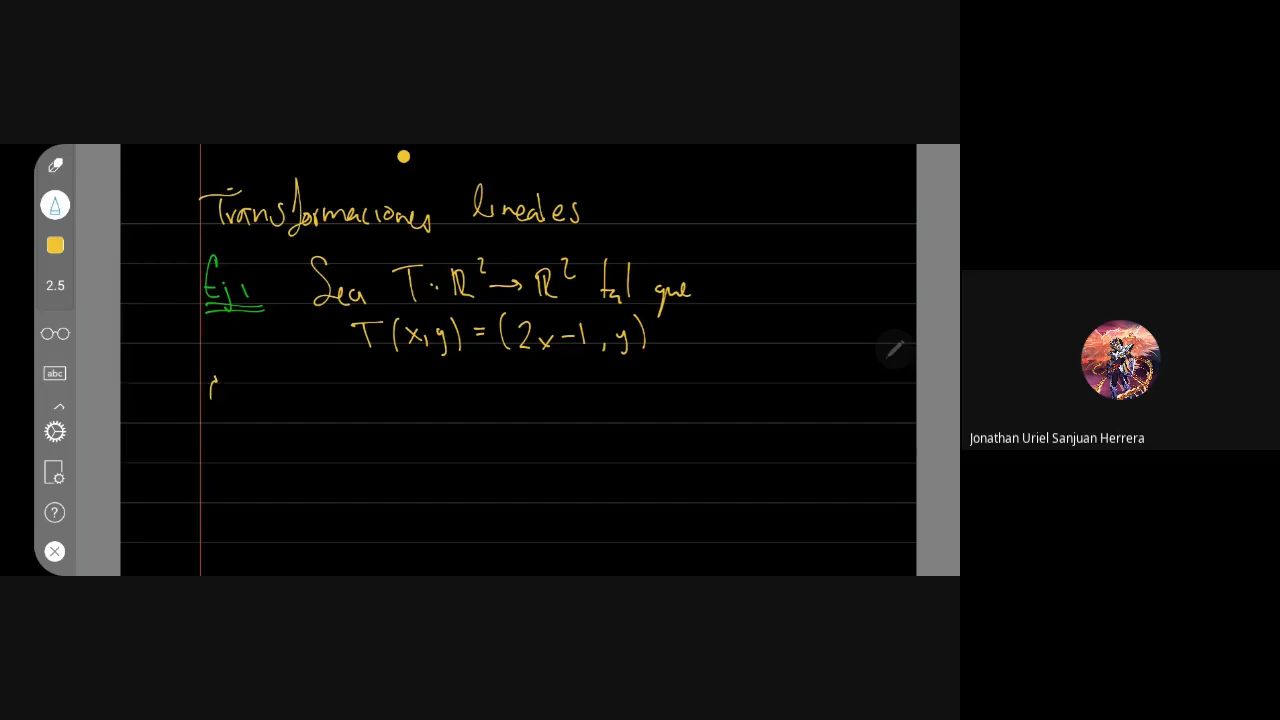 Transformaciones lineales
Ej 1 Sea T: ℝ² → ℝ² tal que
T(x,y) = (2x-1, y)
2.5
abc
?
Jonathan Uriel Sanjuan Herrera